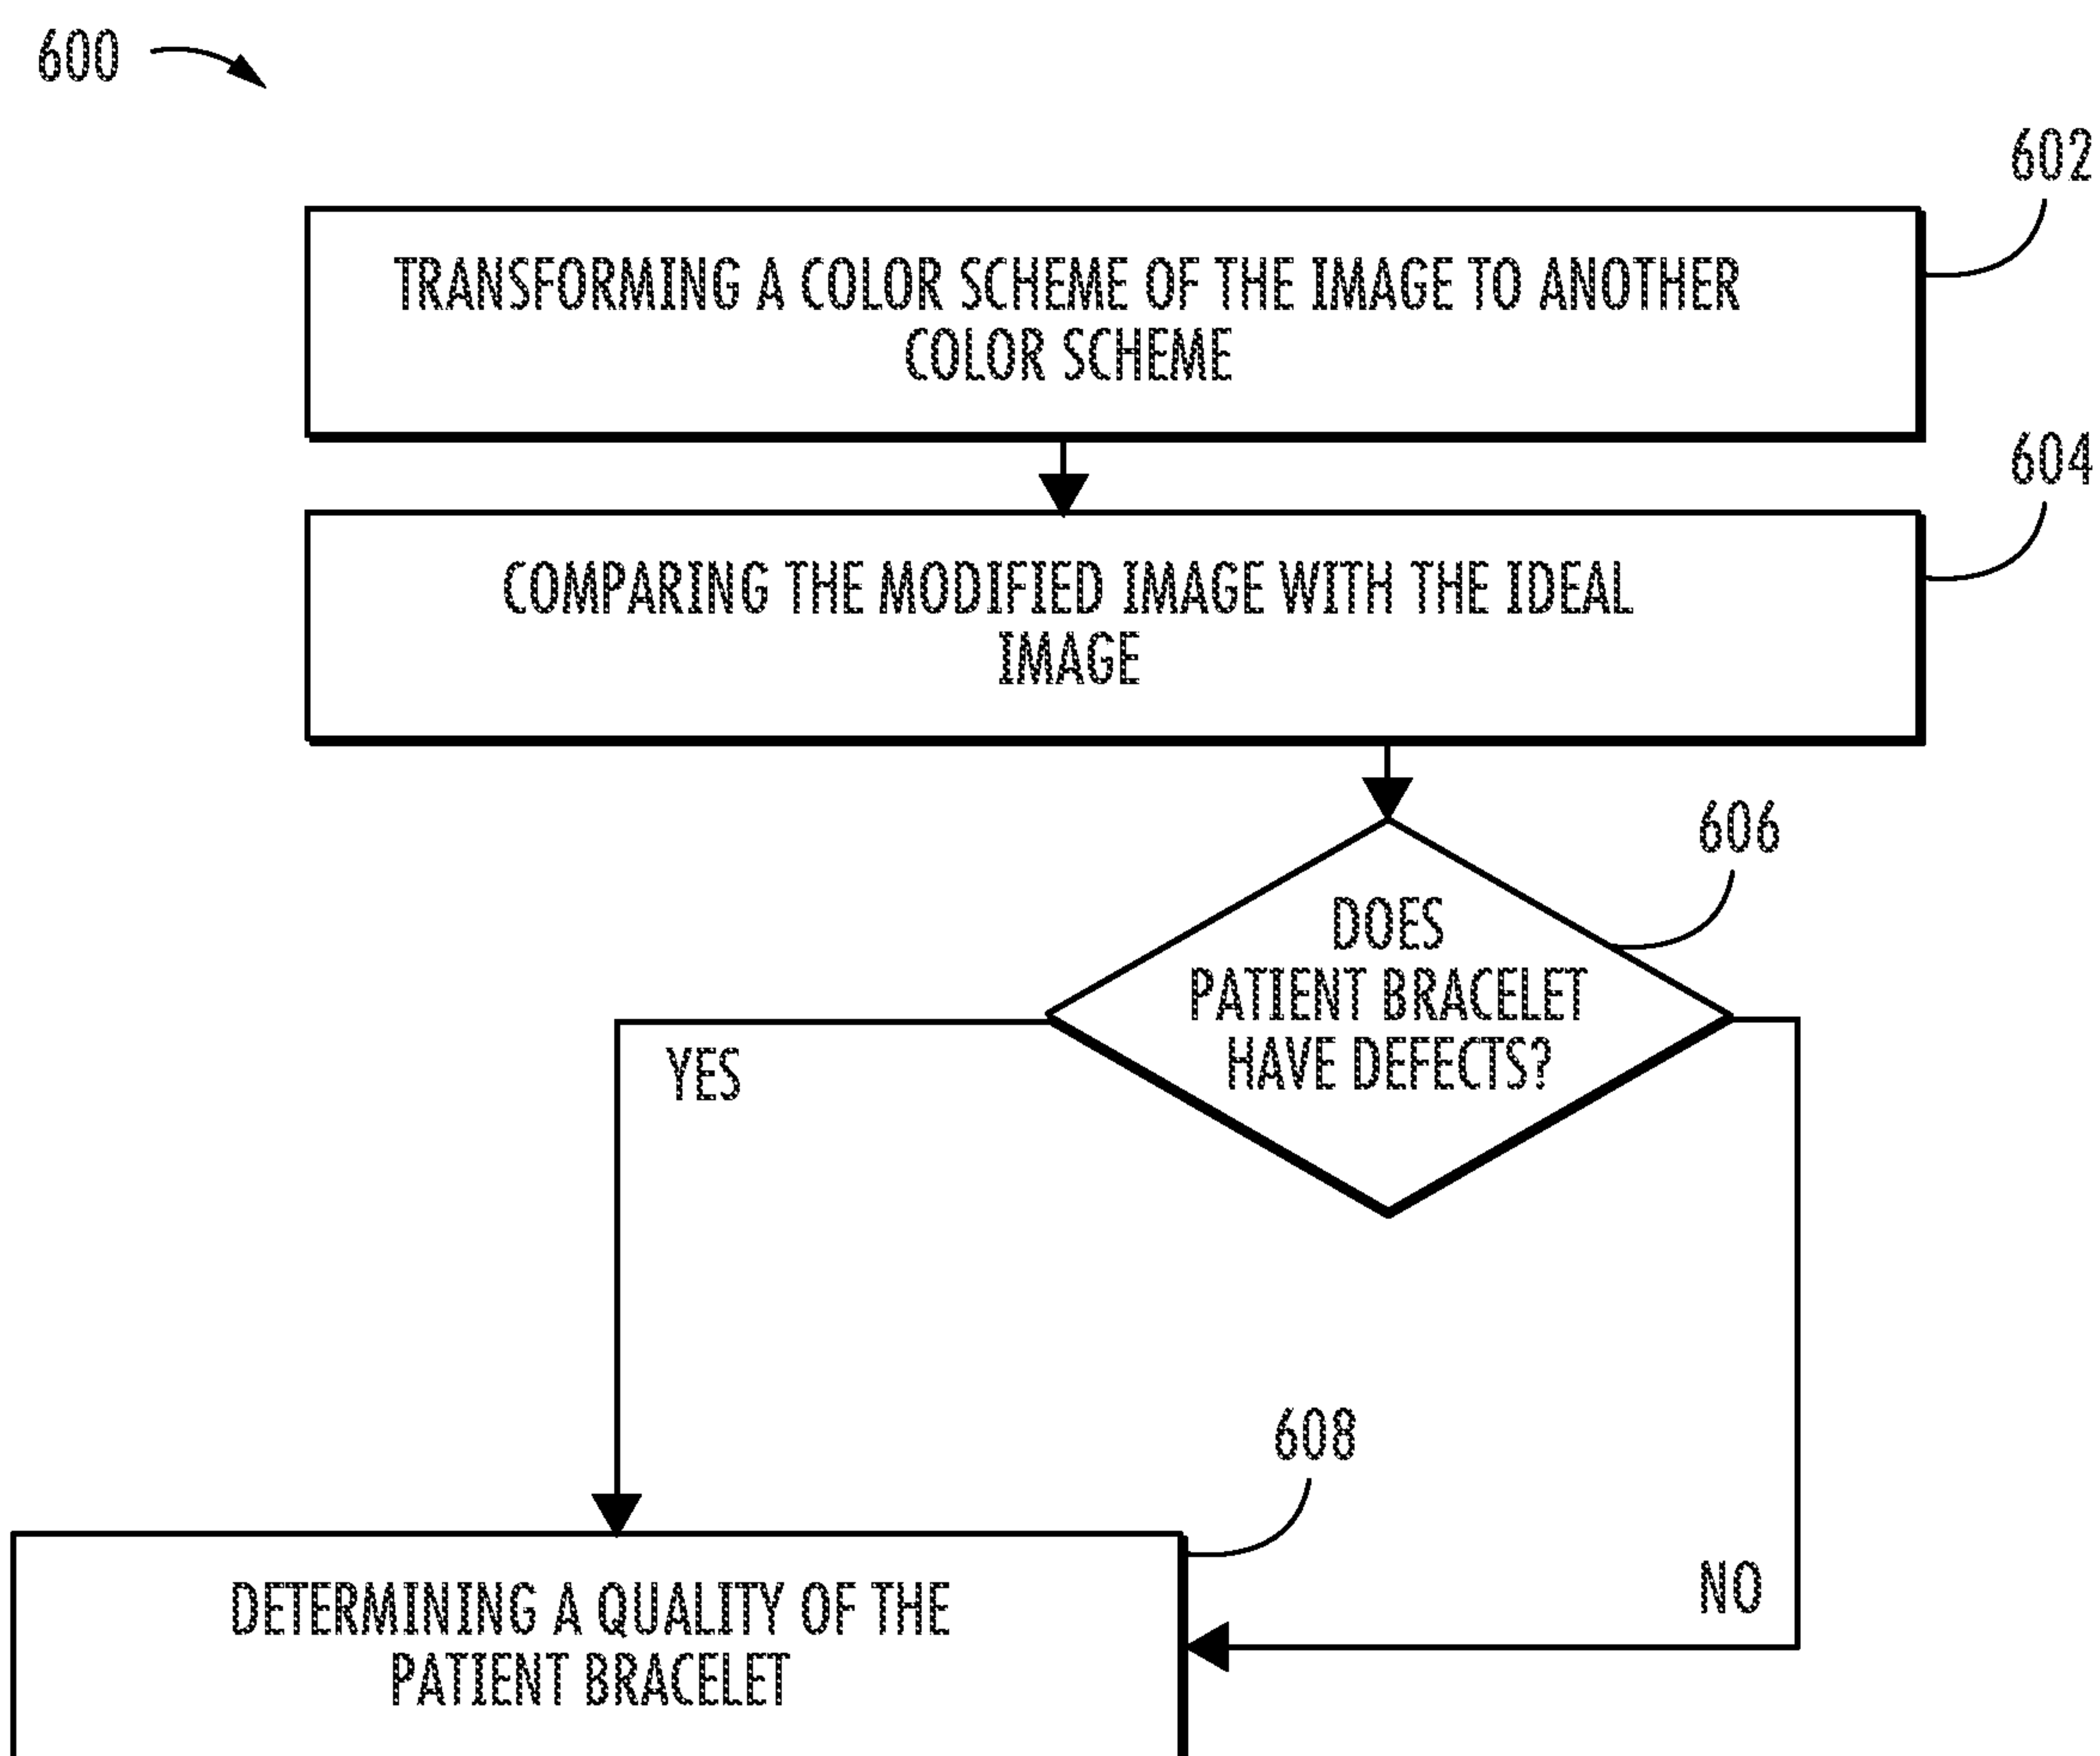 600
602
TRANSFORMING A COLOR SCHEME OF THE IMAGE TO ANOTHER
COLOR SCHEME
604
COMPARING THE MODIFIED IMAGE WITH THE IDEAL
IMAGE
606
DOES
PATIENT BRACELET
HAVE DEFECTS?
YES
608
NO
DETERMINING A QUALITY OF THE
PATIENT BRACELET